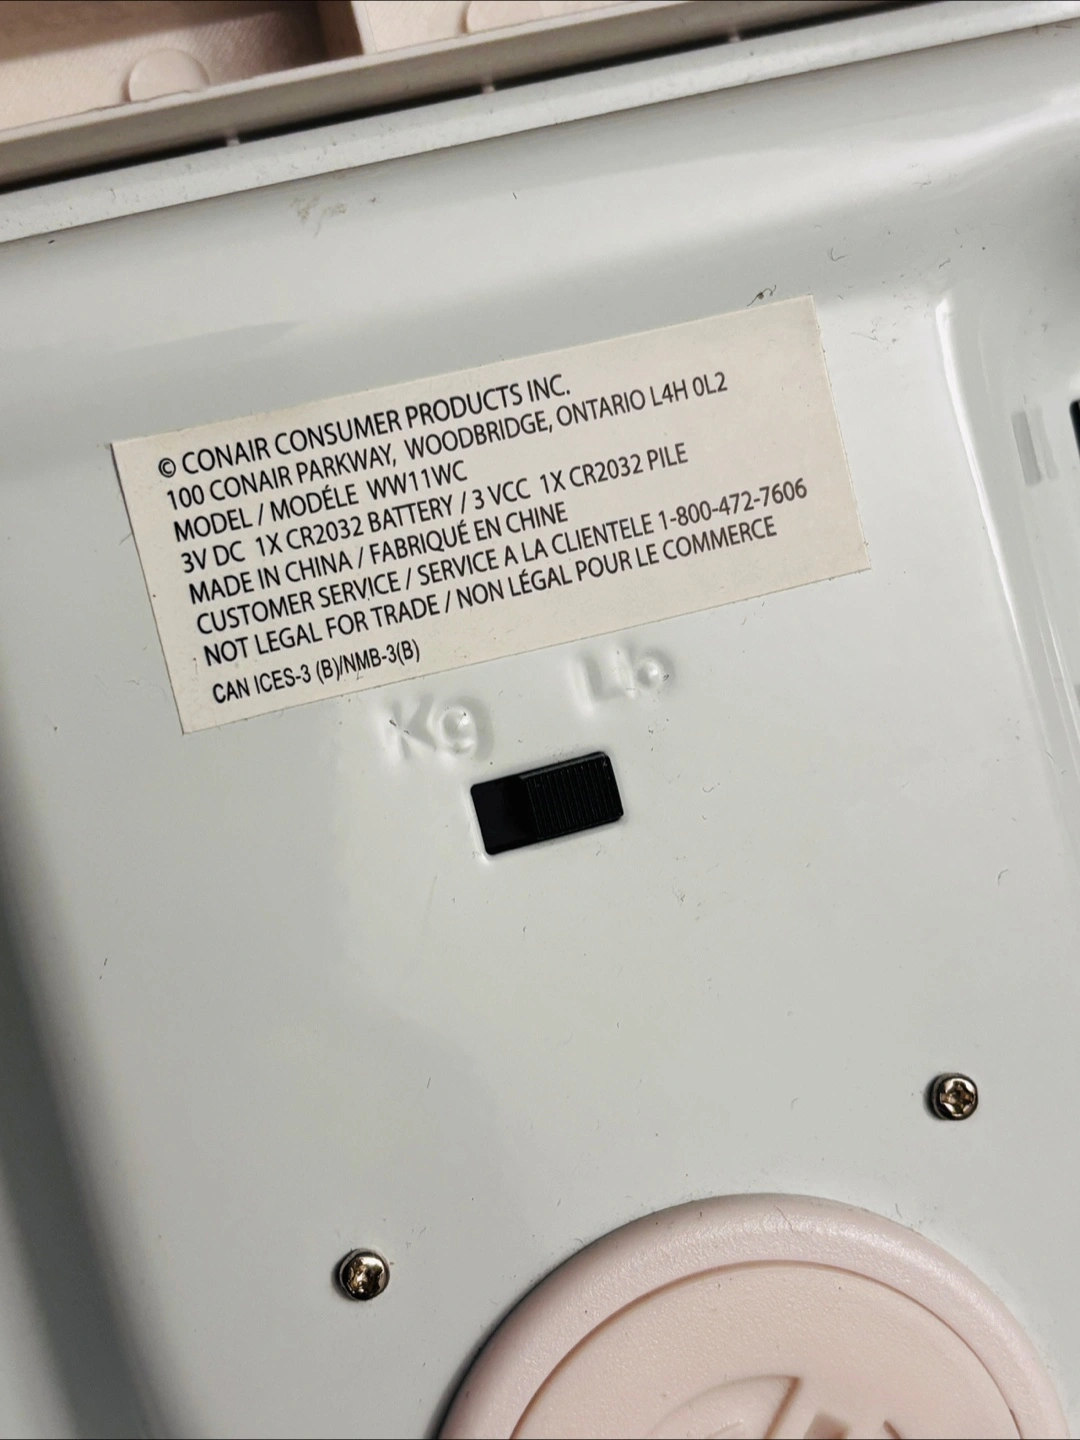 © CONAIR CONSUMER PRODUCTS INC.
100 CONAIR PARKWAY, WOODBRIDGE, ONTARIO L4H 0L2
MODEL / MODÉLE WW11WC
3V DC 1X CR2032 BATTERY / 3 VCC 1X CR2032 PILE
MADE IN CHINA / FABRIQUÉ EN CHINE
CUSTOMER SERVICE / SERVICE A LA CLIENTELE 1-800-472-7606
NOT LEGAL FOR TRADE / NON LÉGAL POUR LE COMMERCE
CAN ICES-3 (B)/NMB-3(B)
Kg Lb